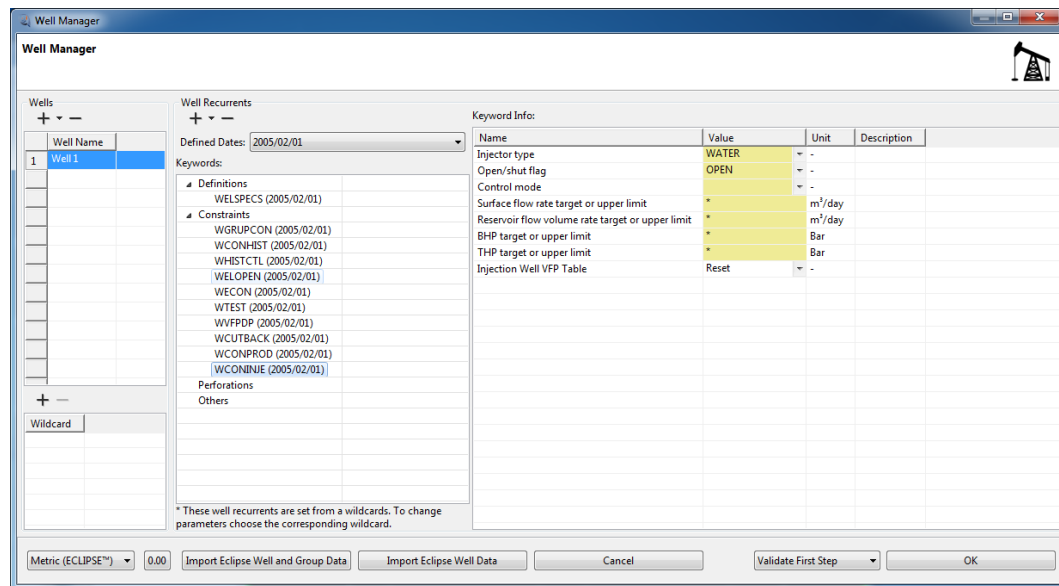 Well Manager
Well Manager
Wells
Well Name
1 Well 1
Wildcard
Well Recurrents
Defined Dates: 2005/02/01
Keywords:
Definitions
WELSPECS (2005/02/01)
Constraints
WGRUPCON (2005/02/01)
WCONHIST (2005/02/01)
WHISTCTL (2005/02/01)
WELOPEN (2005/02/01)
WECON (2005/02/01)
WTEST (2005/02/01)
WVFPDP (2005/02/01)
WCUTBACK (2005/02/01)
WCONPROD (2005/02/01)
WCONINJE (2005/02/01)
Perforations
Others
* These well recurrents are set from a wildcards. To change
parameters choose the corresponding wildcard.
Keyword Info:
Name Value Unit Description
Injector type WATER -
Open/shut flag OPEN -
Control mode -
Surface flow rate target or upper limit * m³/day
Reservoir flow volume rate target or upper limit * m³/day
BHP target or upper limit * Bar
THP target or upper limit * Bar
Injection Well VFP Table Reset -
Metric (ECLIPSE™) 0.00 Import Eclipse Well and Group Data Import Eclipse Well Data Cancel Validate First Step OK